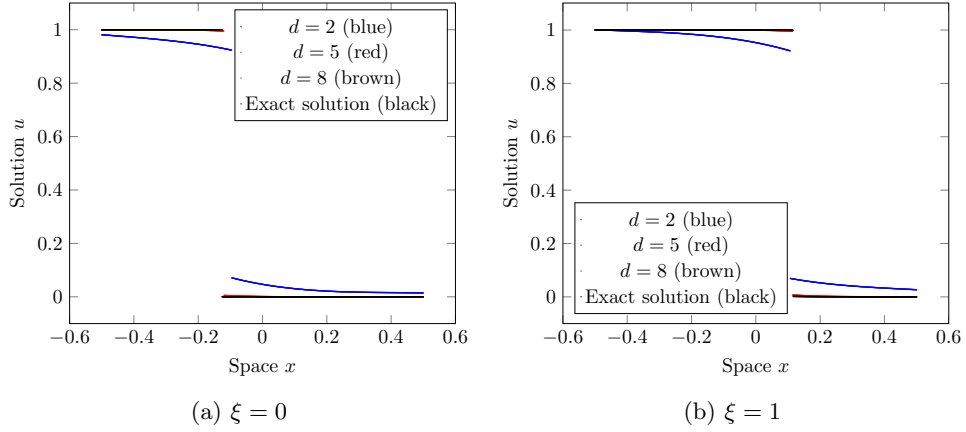 1
0.8
0.6
0.4
0.2
0
−0.6 −0.4 −0.2 0 0.2 0.4 0.6
Space x
Solution u
d = 2 (blue)
d = 5 (red)
d = 8 (brown)
Exact solution (black)
(a) ξ = 0
1
0.8
0.6
0.4
0.2
0
−0.6 −0.4 −0.2 0 0.2 0.4 0.6
Space x
Solution u
d = 2 (blue)
d = 5 (red)
d = 8 (brown)
Exact solution (black)
(b) ξ = 1